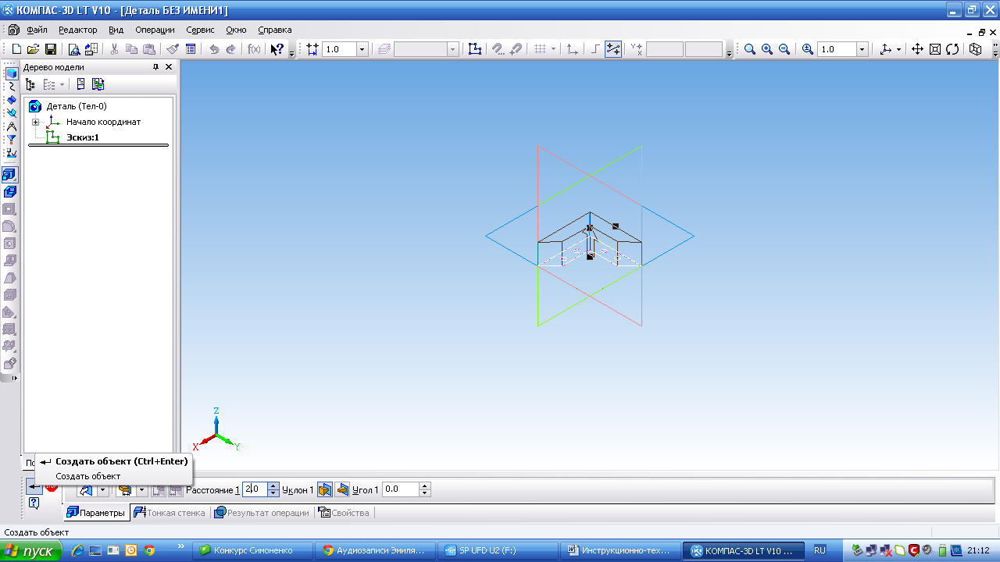 КОМПАС-3D LT V10 - [Деталь БЕЗ ИМЕНИ1]
Файл Редактор Вид Операции Сервис Окно Справка
1.0 f(x) 1.0
Дерево модели
Деталь (Тел-0)
Начало координат
Эскиз:1
Z
X
Y
Создать объект (Ctrl+Enter)
Создать объект
Расстояние 1 2.0 Уклон 1 Угол 1 0.0
Параметры Тонкая стенка Результат операции Свойства
Создать объект
пуск Конкурс Симоненко Аудиозаписи Эмиля... SP UFD U2 (F:) Инструкционно-тех... КОМПАС-3D LT V10 ... RU 21:12